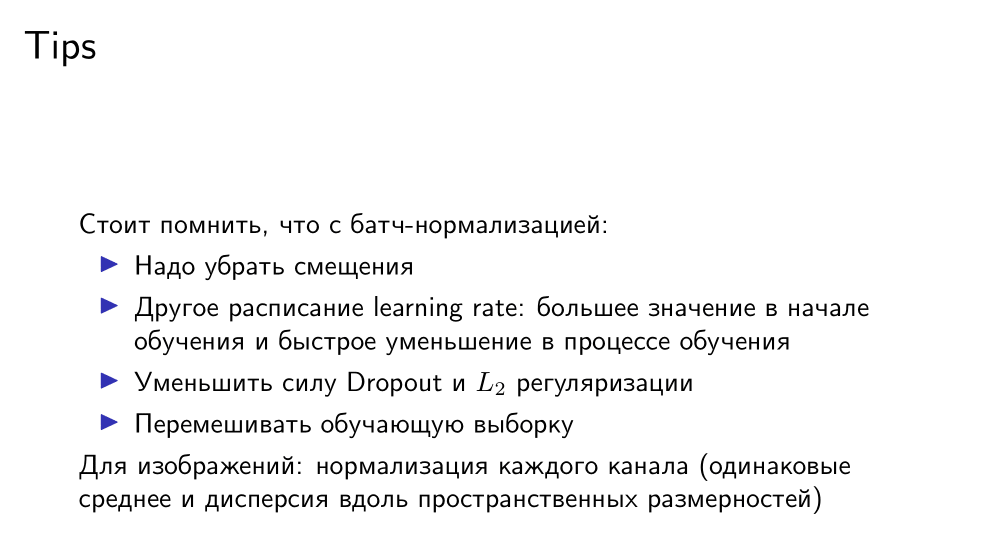 Tips
Стоит помнить, что с батч-нормализацией:
▶ Надо убрать смещения
▶ Другое расписание learning rate: большее значение в начале
обучения и быстрое уменьшение в процессе обучения
▶ Уменьшить силу Dropout и L₂ регуляризации
▶ Перемешивать обучающую выборку
Для изображений: нормализация каждого канала (одинаковые
среднее и дисперсия вдоль пространственных размерностей)